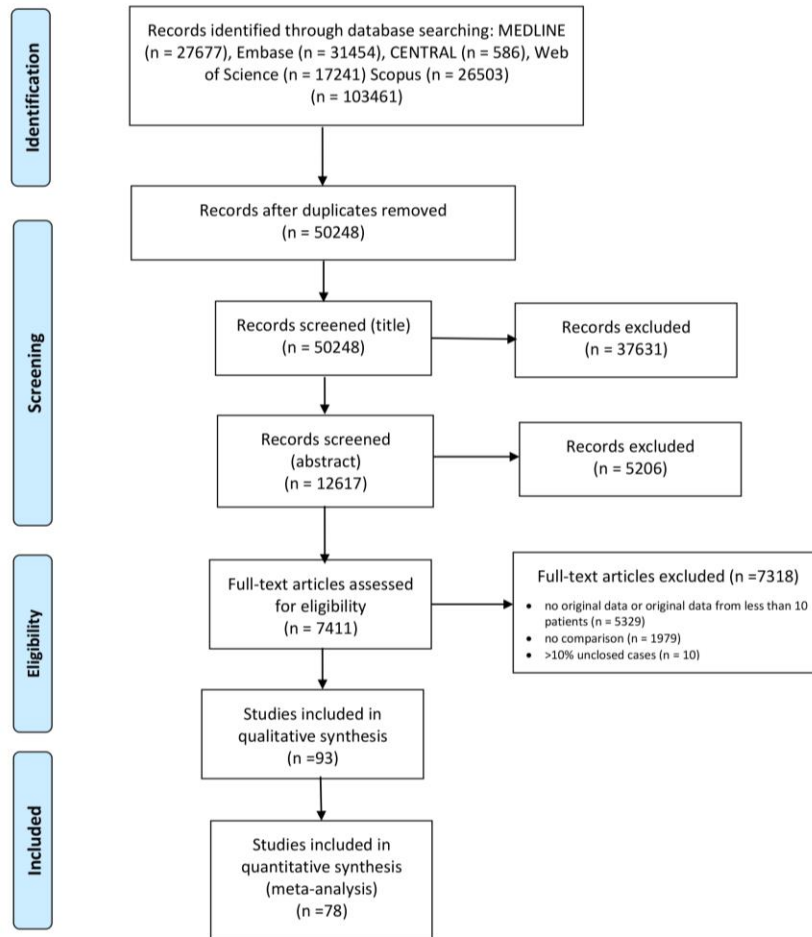 Identification
Records identified through database searching: MEDLINE
(n = 27677), Embase (n = 31454), CENTRAL (n = 586), Web
of Science (n = 17241) Scopus (n = 26503)
(n = 103461)
Records after duplicates removed
(n = 50248)
Screening
Records screened (title)
(n = 50248)
Records excluded
(n = 37631)
Records screened
(abstract)
(n = 12617)
Records excluded
(n = 5206)
Eligibility
Full-text articles assessed
for eligibility
(n = 7411)
Full-text articles excluded (n =7318)
• no original data or original data from less than 10
patients (n = 5329)
• no comparison (n = 1979)
• >10% unclosed cases (n = 10)
Studies included in
qualitative synthesis
(n =93)
Included
Studies included in
quantitative synthesis
(meta-analysis)
(n =78)